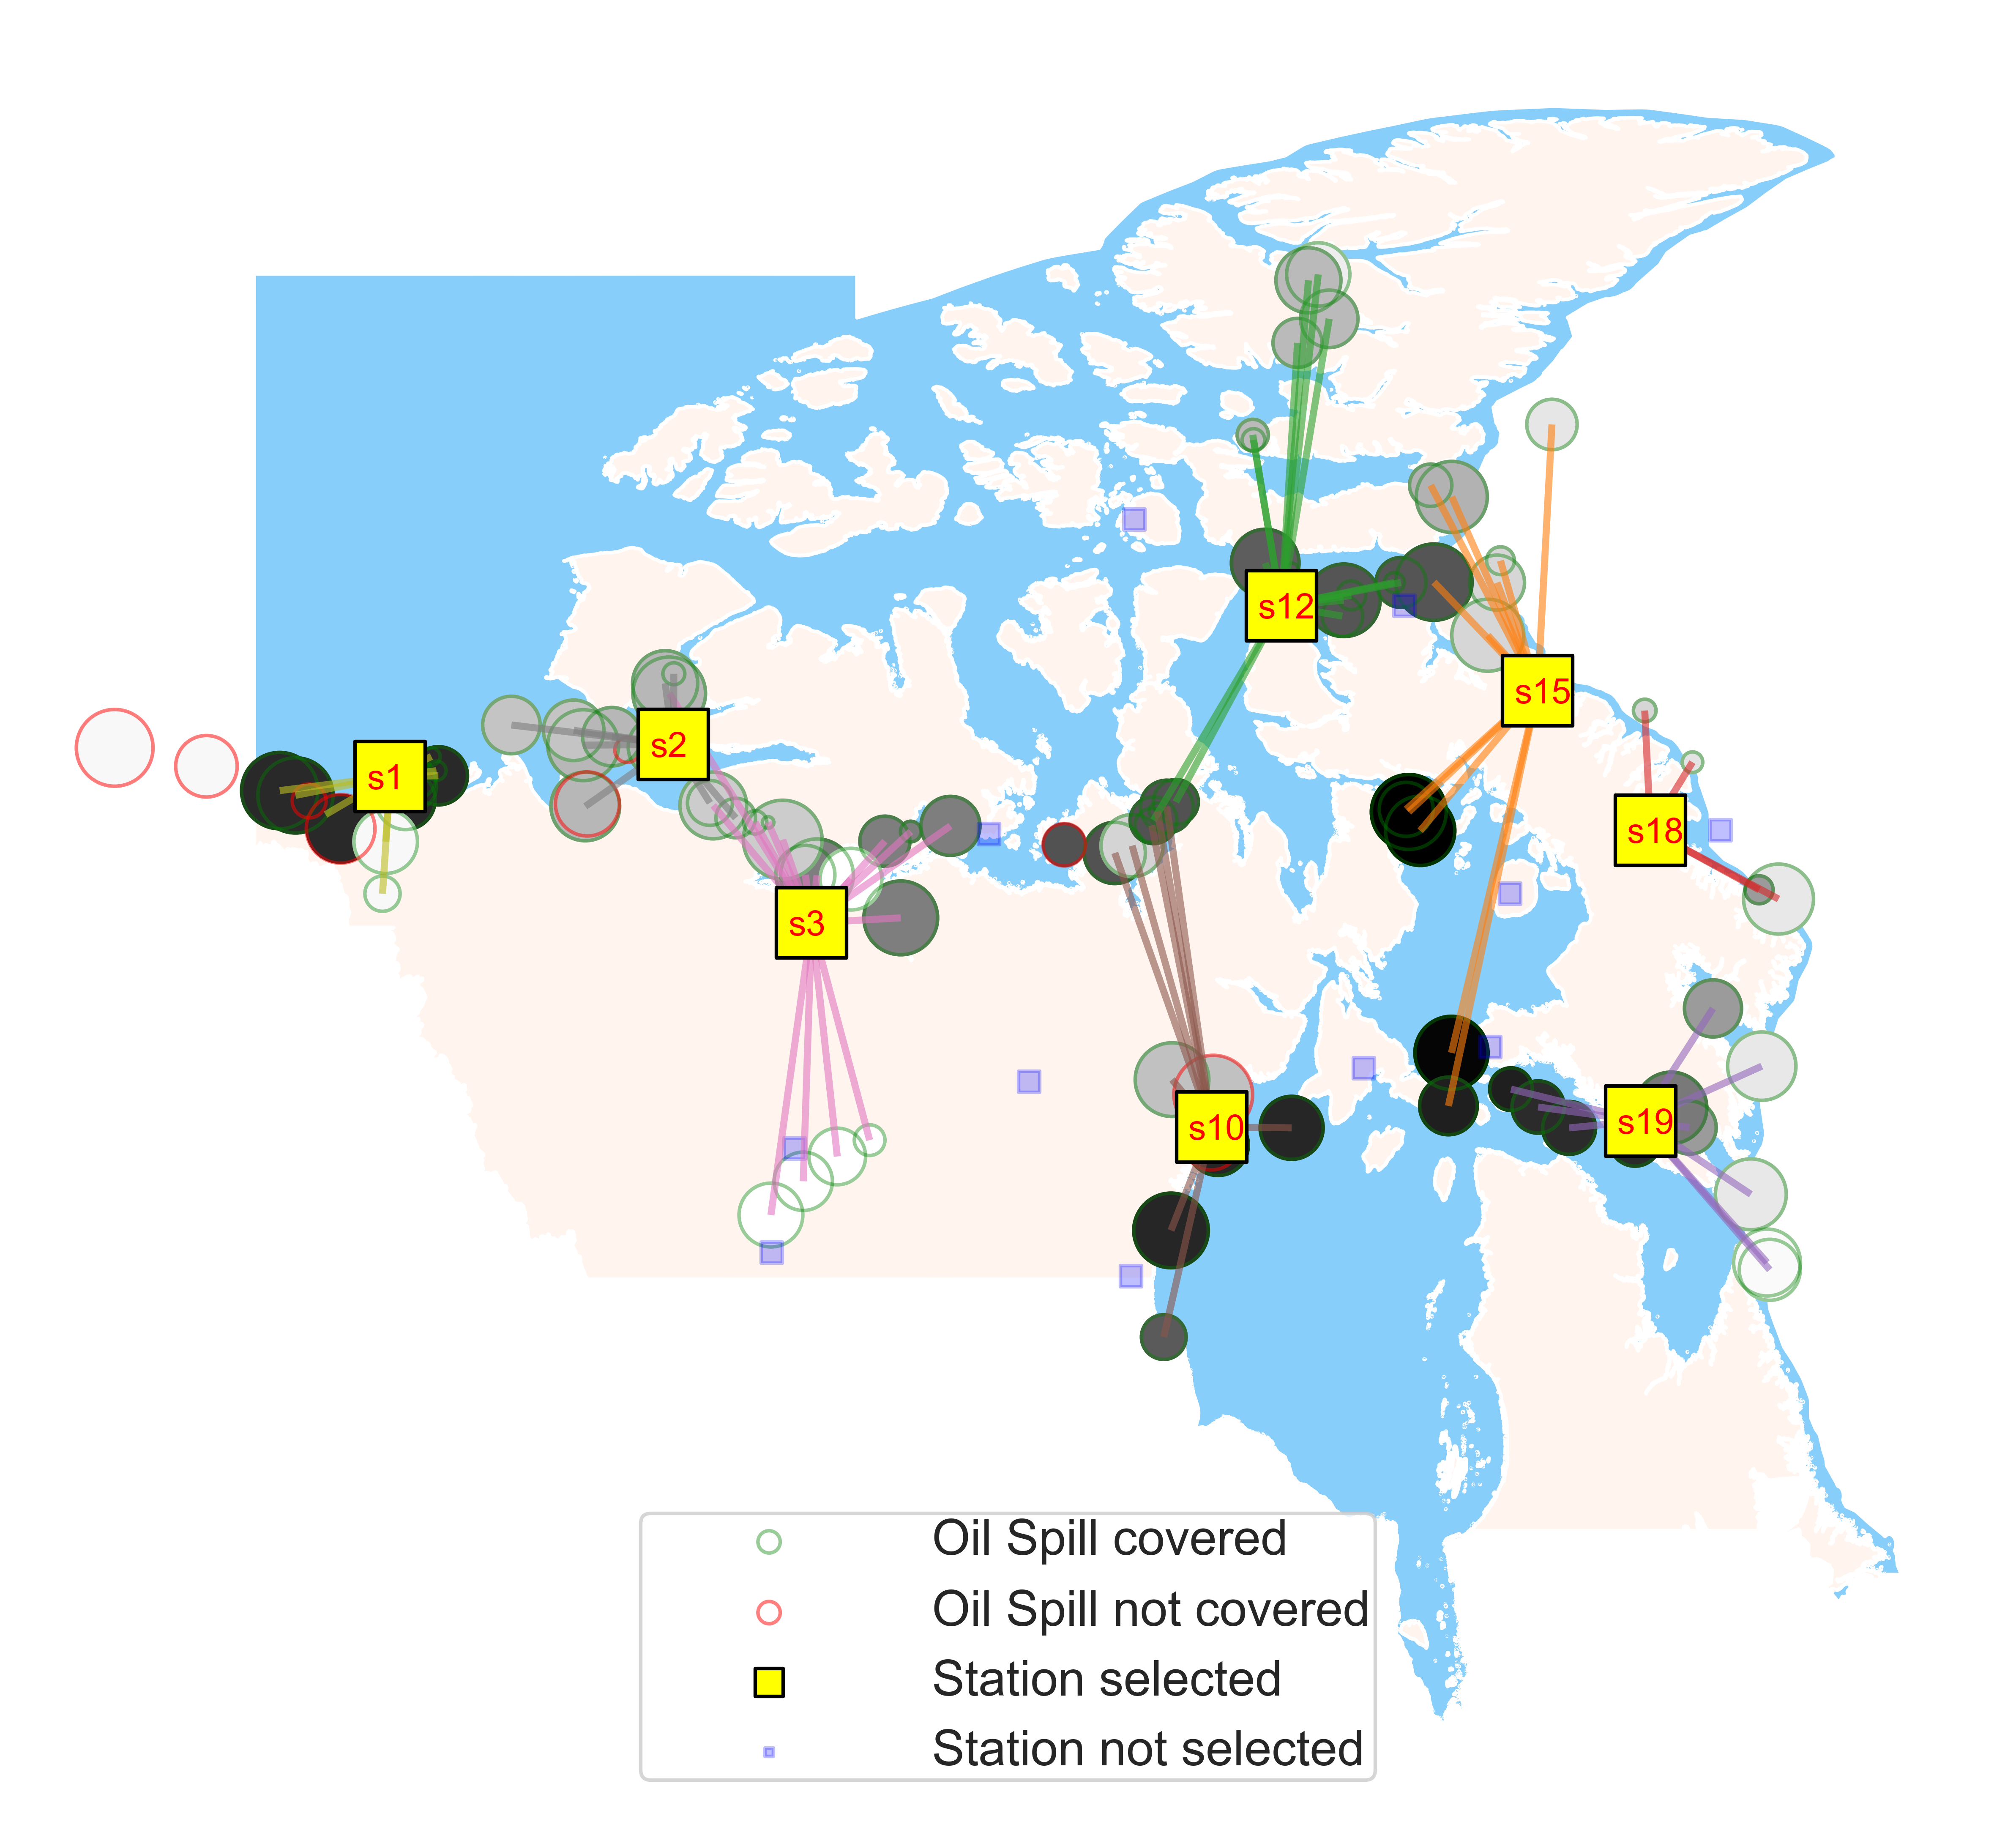 s12
s15
s2
s1
s18
s3
s10
s19
Oil Spill covered
Oil Spill not covered
Station selected
Station not selected